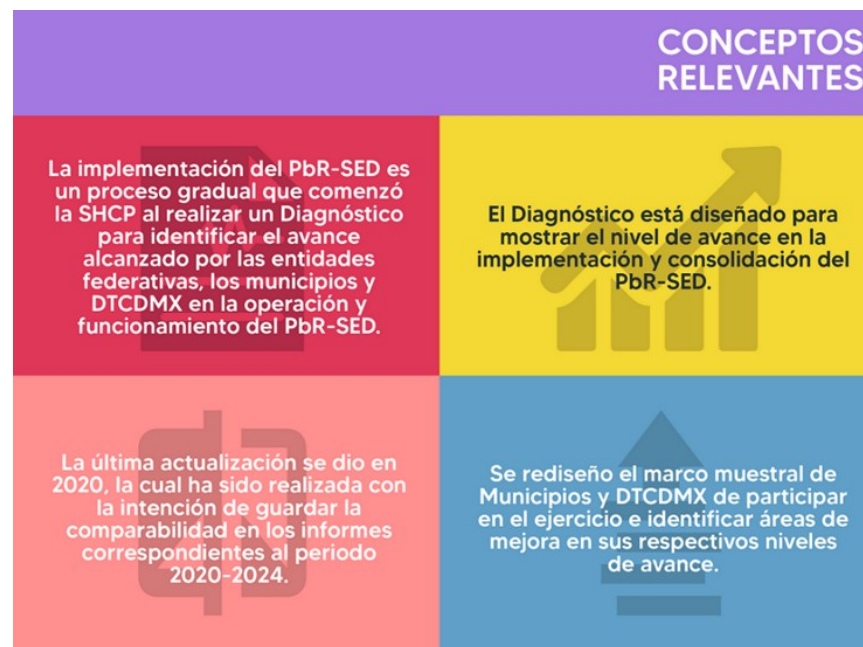 CONCEPTOS
RELEVANTES
La implementación del PbR-SED es
un proceso gradual que comenzó
la SHCP al realizar un Diagnóstico
para identificar el avance
alcanzado por las entidades
federativas, los municipios y
DTCDMX en la operación y
funcionamiento del PbR-SED.
El Diagnóstico está diseñado para
mostrar el nivel de avance en la
implementación y consolidación del
PbR-SED.
La última actualización se dio en
2020, la cual ha sido realizada con
la intención de guardar la
comparabilidad en los informes
correspondientes al periodo
2020-2024.
Se rediseño el marco muestral de
Municipios y DTCDMX de participar
en el ejercicio e identificar áreas de
mejora en sus respectivos niveles
de avance.